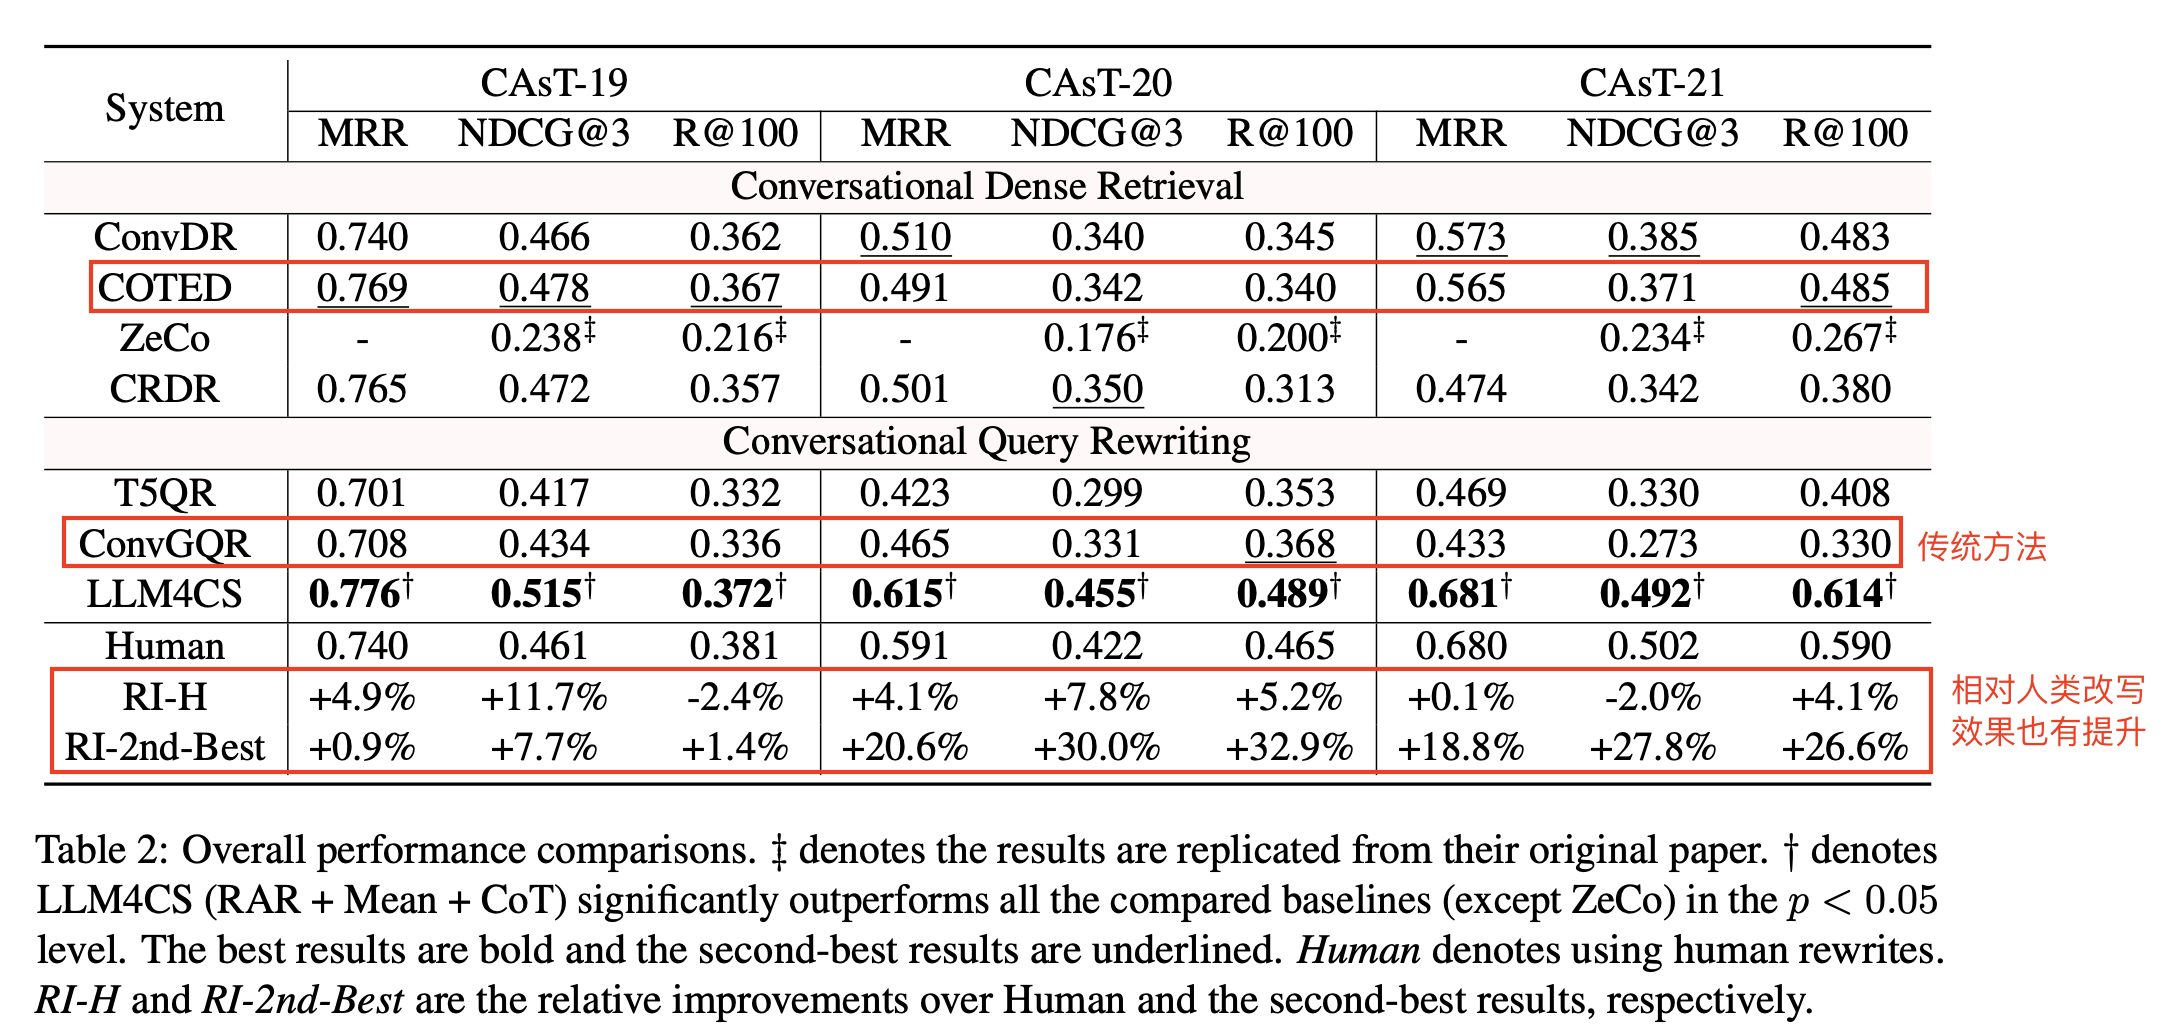 System CAsT-19 CAsT-20 CAsT-21
MRR NDCG@3 R@100 MRR NDCG@3 R@100 MRR NDCG@3 R@100
Conversational Dense Retrieval
ConvDR 0.740 0.466 0.362 0.510 0.340 0.345 0.573 0.385 0.483
COTED 0.769 0.478 0.367 0.491 0.342 0.340 0.565 0.371 0.485
ZeCo - 0.238‡ 0.216‡ - 0.176‡ 0.200‡ - 0.234‡ 0.267‡
CRDR 0.765 0.472 0.357 0.501 0.350 0.313 0.474 0.342 0.380
Conversational Query Rewriting
T5QR 0.701 0.417 0.332 0.423 0.299 0.353 0.469 0.330 0.408
ConvGQR 0.708 0.434 0.336 0.465 0.331 0.368 0.433 0.273 0.330 传统方法
LLM4CS 0.776† 0.515† 0.372† 0.615† 0.455† 0.489† 0.681† 0.492† 0.614†
Human 0.740 0.461 0.381 0.591 0.422 0.465 0.680 0.502 0.590
RI-H +4.9% +11.7% -2.4% +4.1% +7.8% +5.2% +0.1% -2.0% +4.1% 相对人类改写
RI-2nd-Best +0.9% +7.7% +1.4% +20.6% +30.0% +32.9% +18.8% +27.8% +26.6% 效果也有提升
Table 2: Overall performance comparisons. ‡ denotes the results are replicated from their original paper. † denotes
LLM4CS (RAR + Mean + CoT) significantly outperforms all the compared baselines (except ZeCo) in the p < 0.05
level. The best results are bold and the second-best results are underlined. Human denotes using human rewrites.
RI-H and RI-2nd-Best are the relative improvements over Human and the second-best results, respectively.